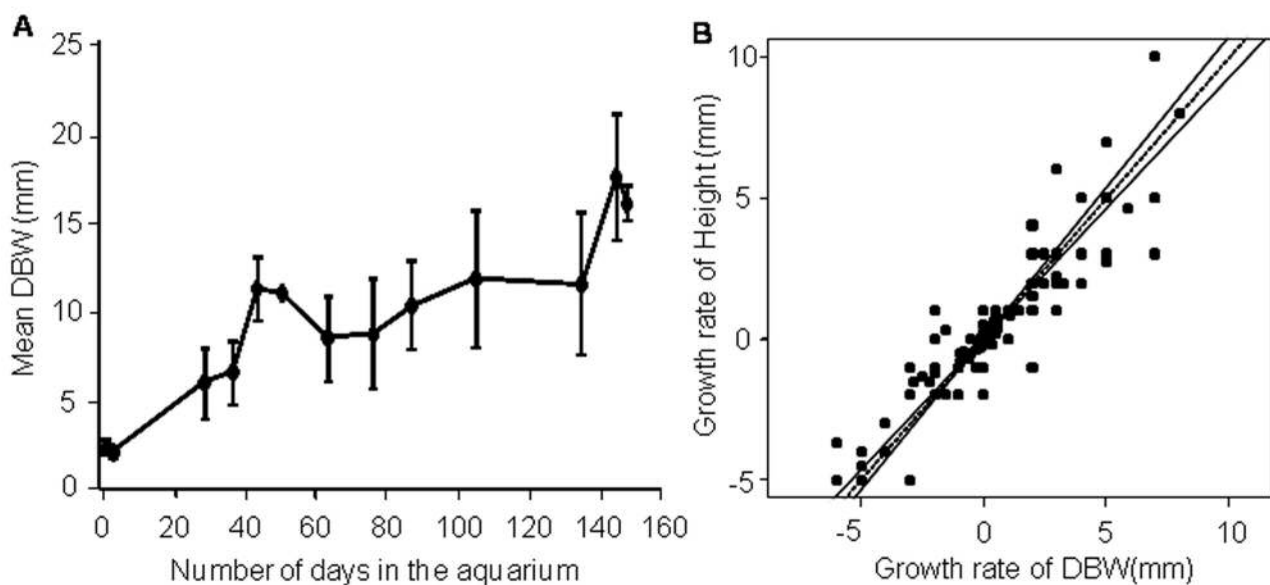 A
Mean DBW (mm)
25
20
15
10
5
0
0 20 40 60 80 100 120 140 160
Number of days in the aquarium
B
Growth rate of Height (mm)
10
5
0
-5
-5 0 5 10
Growth rate of DBW(mm)